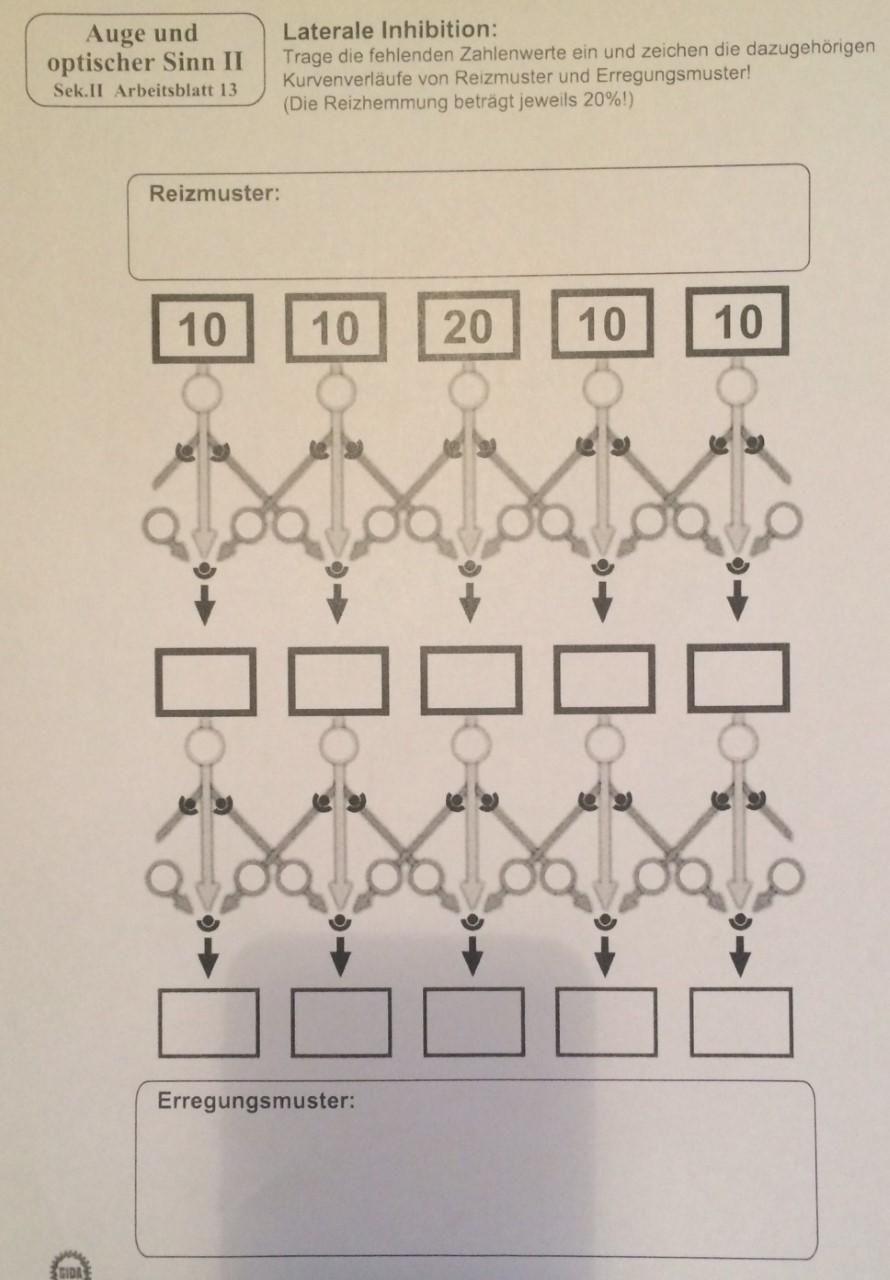 Auge und
optischer Sinn II
Sek.II Arbeitsblatt 13
Laterale Inhibition:
Trage die fehlenden Zahlenwerte ein und zeichen die dazugehörigen
Kurvenverläufe von Reizmuster und Erregungsmuster!
(Die Reizhemmung beträgt jeweils 20%!)
Reizmuster:
10 10 20 10 10
Erregungsmuster:
GIDA